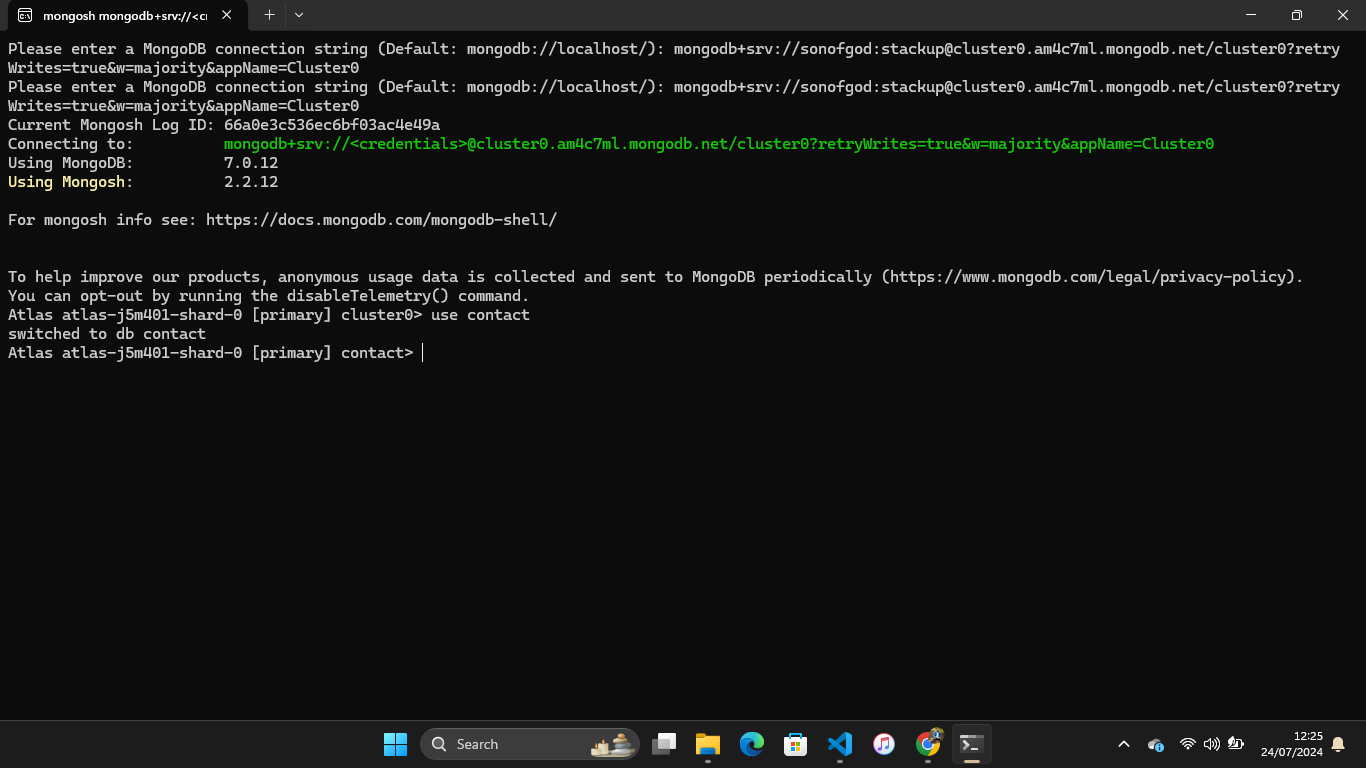 mongosh mongodb+srv://<cr
Please enter a MongoDB connection string (Default: mongodb://localhost/): mongodb+srv://sonofgod:stackup@cluster0.am4c7ml.mongodb.net/cluster0?retry
Writes=true&w=majority&appName=Cluster0
Please enter a MongoDB connection string (Default: mongodb://localhost/): mongodb+srv://sonofgod:stackup@cluster0.am4c7ml.mongodb.net/cluster0?retry
Writes=true&w=majority&appName=Cluster0
Current Mongosh Log ID: 66a0e3c536ec6bf03ac4e49a
Connecting to: mongodb+srv://<credentials>@cluster0.am4c7ml.mongodb.net/cluster0?retryWrites=true&w=majority&appName=Cluster0
Using MongoDB: 7.0.12
Using Mongosh: 2.2.12
For mongosh info see: https://docs.mongodb.com/mongodb-shell/
To help improve our products, anonymous usage data is collected and sent to MongoDB periodically (https://www.mongodb.com/legal/privacy-policy).
You can opt-out by running the disableTelemetry() command.
Atlas atlas-j5m401-shard-0 [primary] cluster0> use contact
switched to db contact
Atlas atlas-j5m401-shard-0 [primary] contact>
Search
12:25
24/07/2024